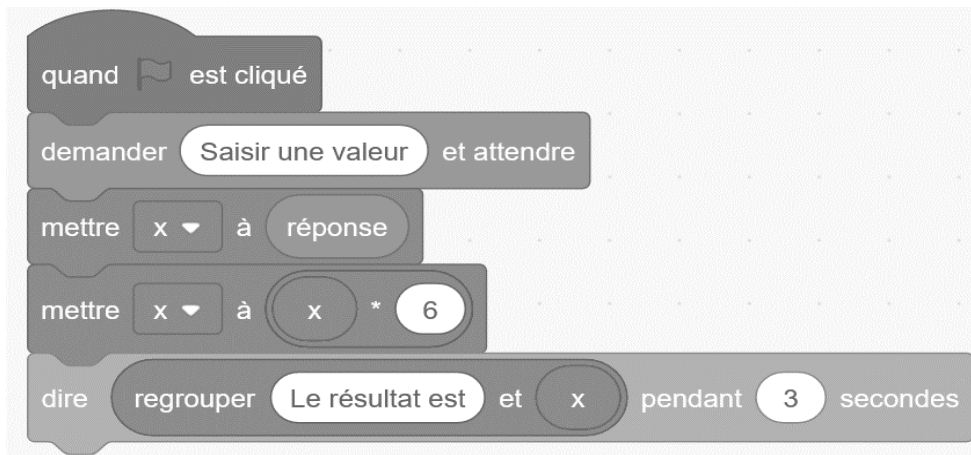 quand est cliqué
demander Saisir une valeur et attendre
mettre x à réponse
mettre x à x * 6
dire regrouper Le résultat est et x pendant 3 secondes